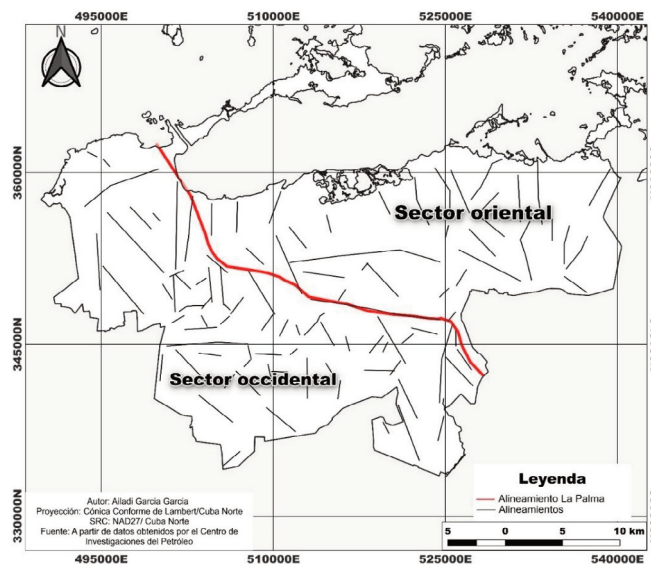 495000E 510000E 525000E 540000E
N
360000N
Sector oriental
345000N
Sector occidental
330000N
Leyenda
Alineamiento La Palma
Alineamientos
Autor: Ailadi Garcia Garcia
Proyección: Cónica Conforme de Lambert/Cuba Norte
SRC: NAD27/ Cuba Norte
Fuente: A partir de datos obtenidos por el Centro de
Investigaciones del Petróleo
5 0 5 10 km
495000E 510000E 525000E 540000E